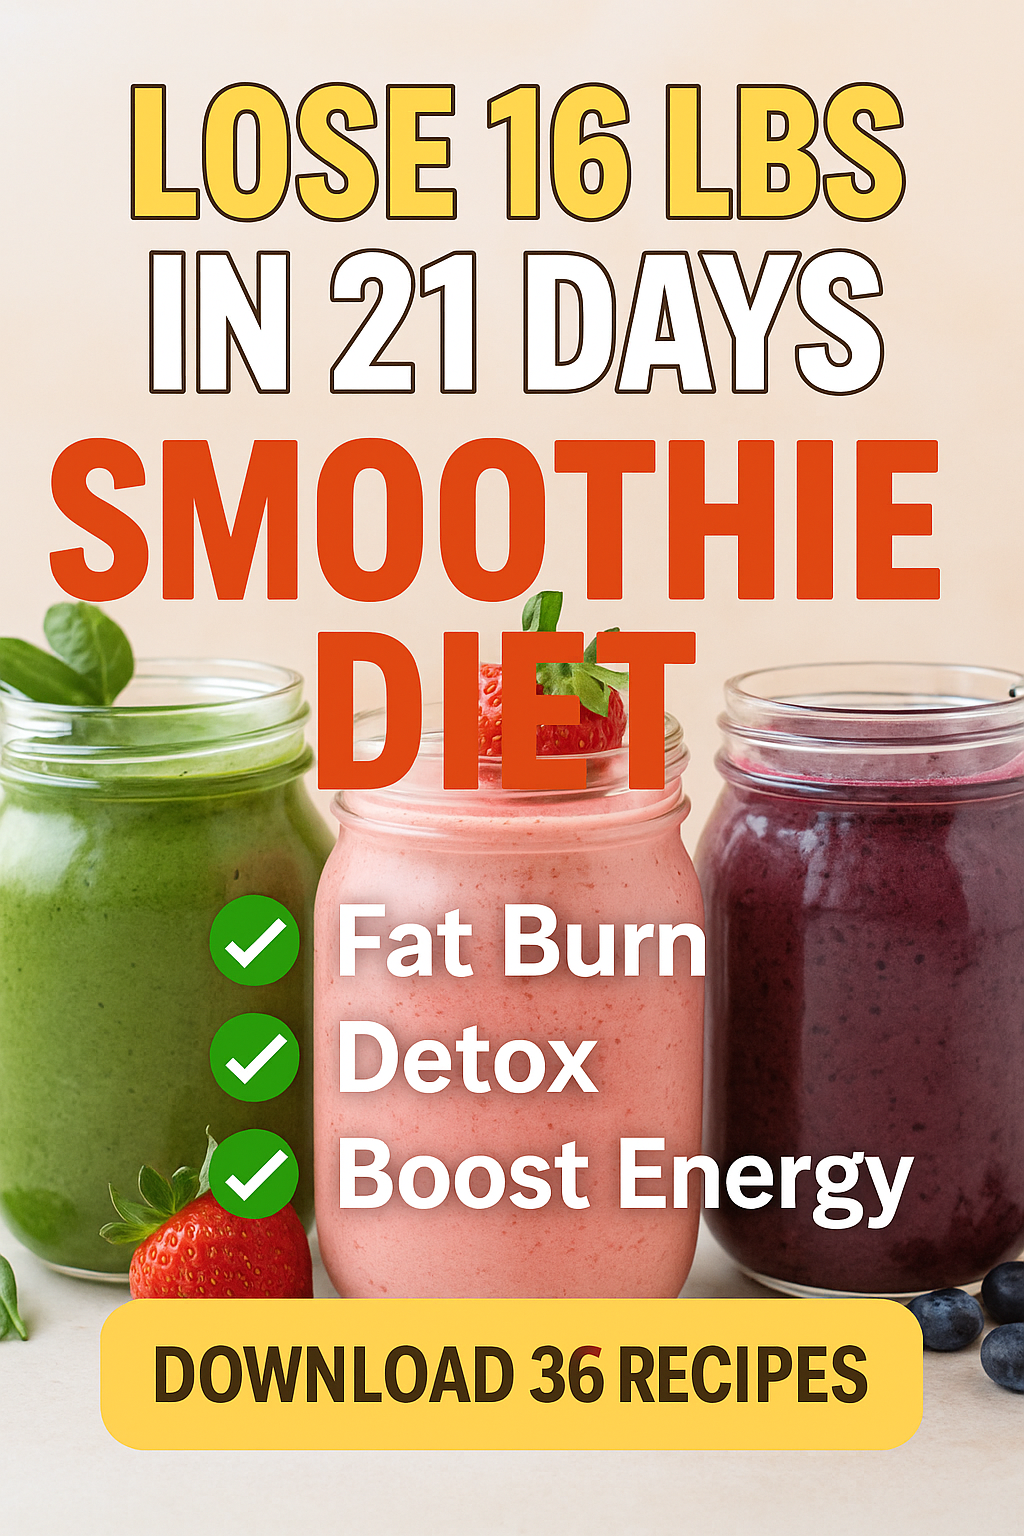 LOSE 16 LBS
IN 21 DAYS
SMOOTHIE
DIET
Fat Burn
Detox
Boost Energy
DOWNLOAD 36 RECIPES